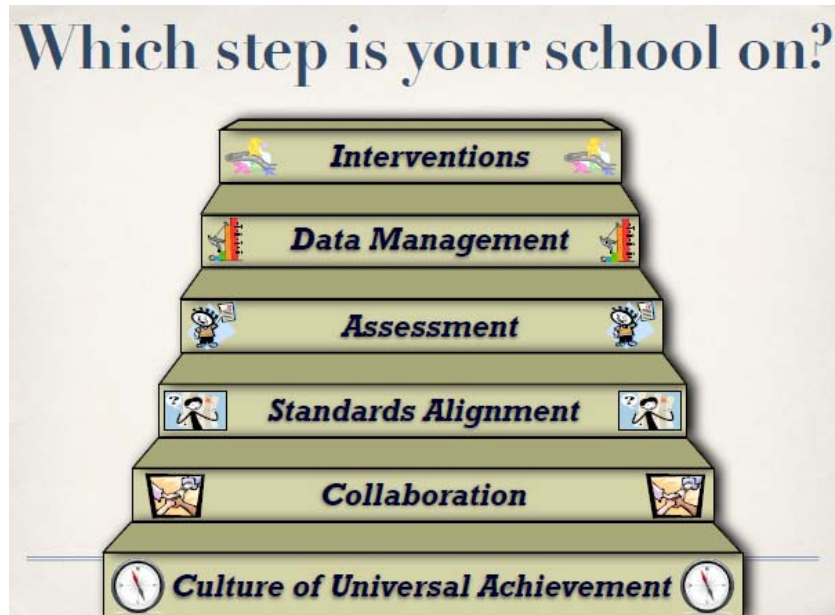 Which step is your school on?
Interventions
Data Management
Assessment
Standards Alignment
Collaboration
Culture of Universal Achievement